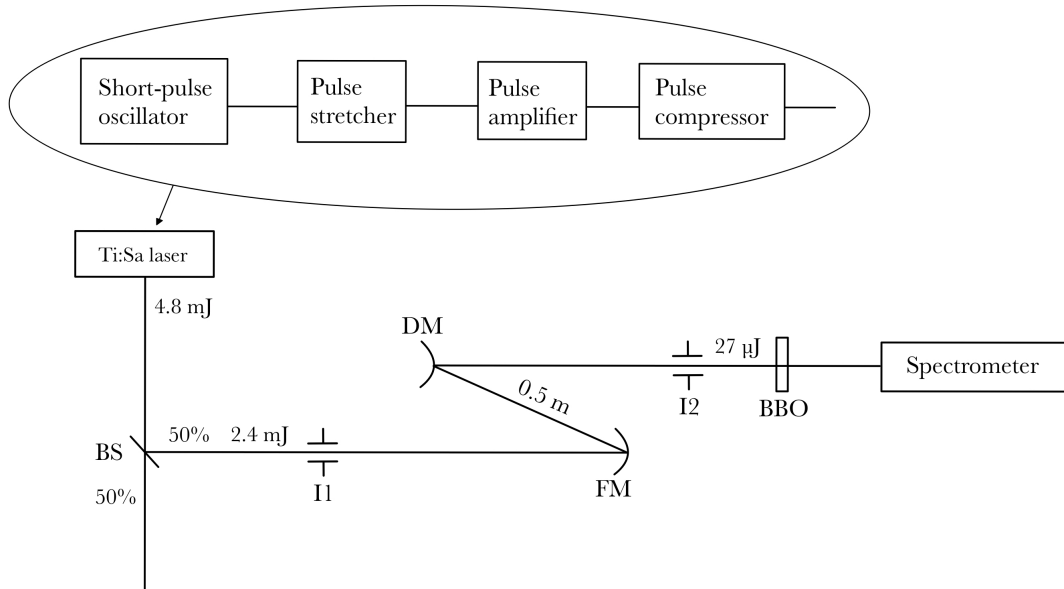 Short-pulse
oscillator
Pulse
stretcher
Pulse
amplifier
Pulse
compressor
Ti:Sa laser
4.8 mJ
DM
0.5 m
I2
27 µJ
BBO
Spectrometer
BS
50%
2.4 mJ
I1
FM
50%